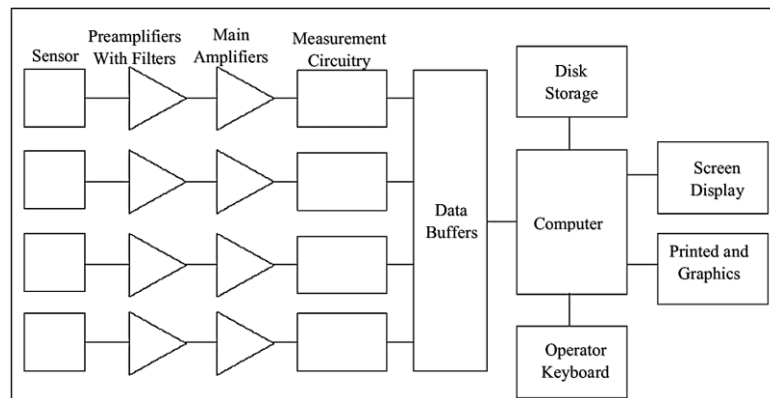 Sensor
Preamplifiers
With Filters
Main
Amplifiers
Measurement
Circuitry
Data
Buffers
Disk
Storage
Computer
Screen
Display
Printed and
Graphics
Operator
Keyboard